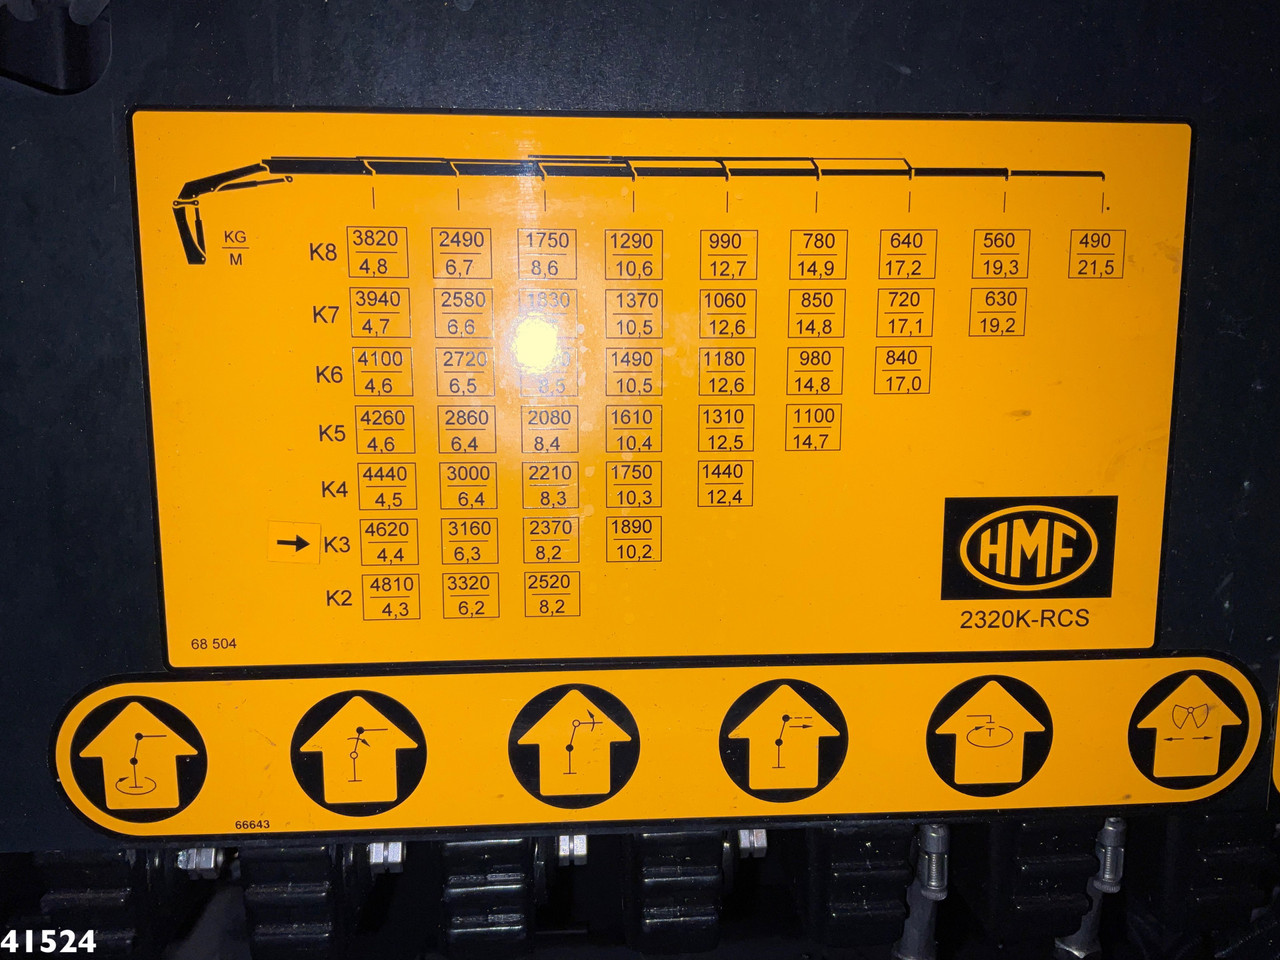 KG
M
K8 3820 2490 1750 1290 990 780 640 560 490
4,8 6,7 8,6 10,6 12,7 14,9 17,2 19,3 21,5
K7 3940 2580 1830 1370 1060 850 720 630
4,7 6,6 10,5 12,6 14,8 17,1 19,2
K6 4100 2720 1490 1180 980 840
4,6 6,5 8,5 10,5 12,6 14,8 17,0
K5 4260 2860 2080 1610 1310 1100
4,6 6,4 8,4 10,4 12,5 14,7
K4 4440 3000 2210 1750 1440
4,5 6,4 8,3 10,3 12,4
K3 4620 3160 2370 1890
4,4 6,3 8,2 10,2
K2 4810 3320 2520
4,3 6,2 8,2
HMF
2320K-RCS
68 504
66643
41524